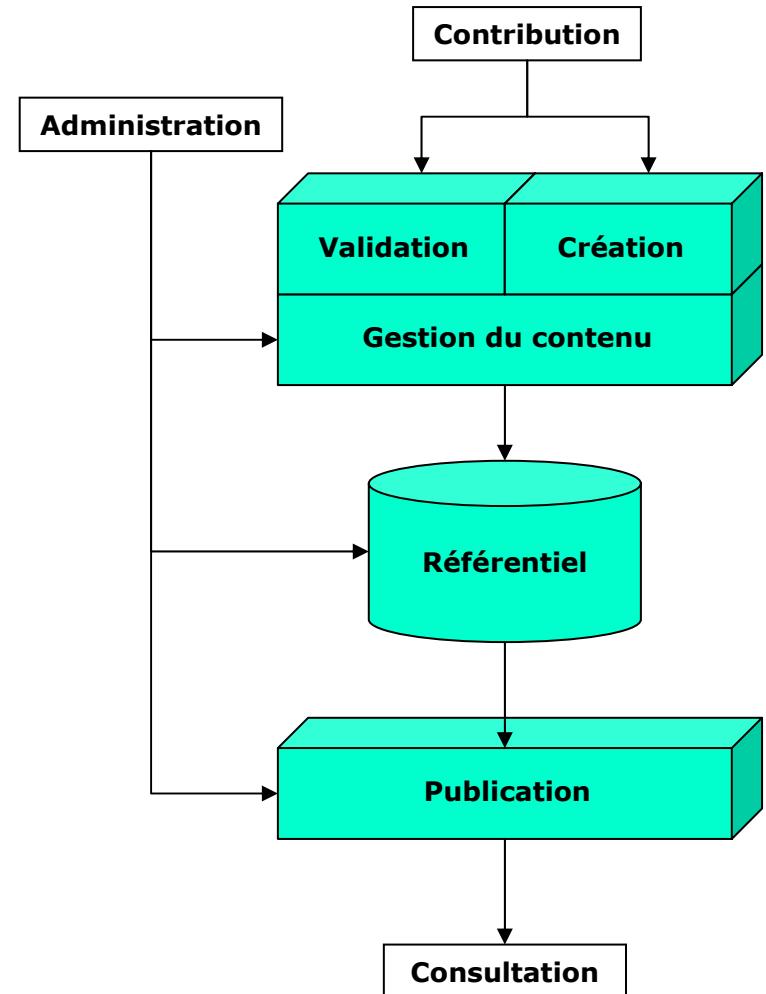 Contribution
Administration
Validation
Création
Gestion du contenu
Référentiel
Publication
Consultation